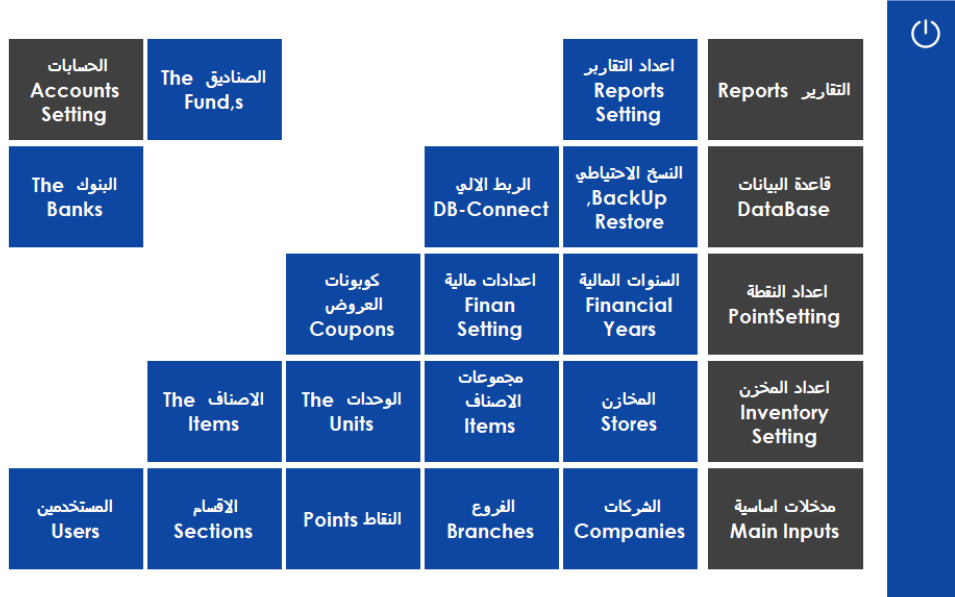 التقارير Reports
اعداد التقارير
Reports
Setting
الصناديق The
Fund,s
الحسابات
Accounts
Setting
قاعدة البيانات
DataBase
النسخ الاحتياطي
BackUp,
Restore
الربط الالي
DB-Connect
البنوك The
Banks
اعداد النقطة
PointSetting
السنوات المالية
Financial
Years
اعدادات مالية
Finan
Setting
كوبونات
العروض
Coupons
اعداد المخزن
Inventory
Setting
المخازن
Stores
مجموعات
الاصناف
Items
الوحدات The
Units
الاصناف The
Items
مدخلات اساسية
Main Inputs
الشركات
Companies
الفروع
Branches
النقاط Points
الاقسام
Sections
المستخدمين
Users